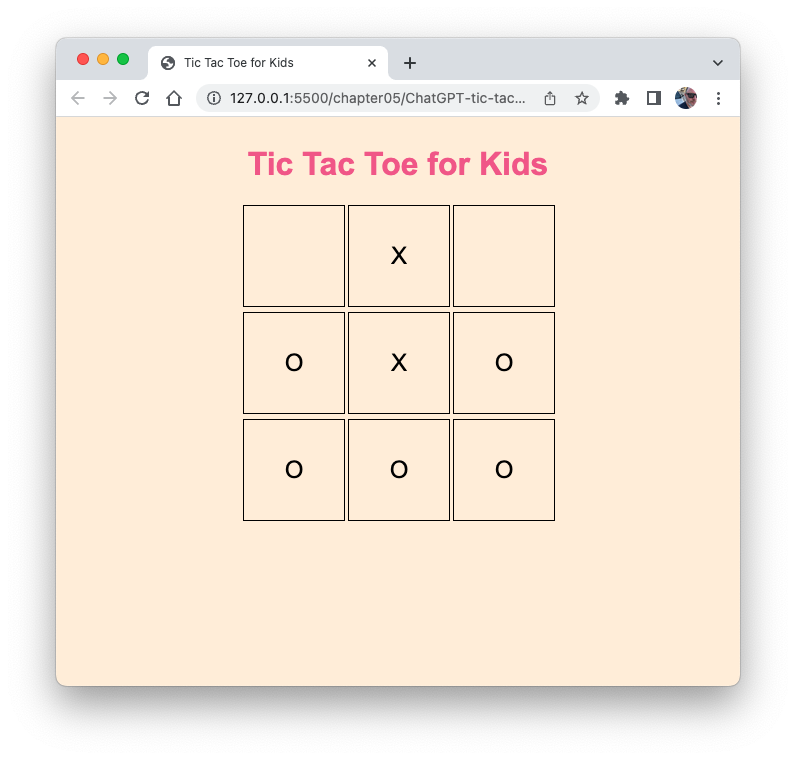 Tic Tac Toe for Kids
127.0.0.1:5500/chapter05/ChatGPT-tic-tac...
Tic Tac Toe for Kids
X
O X O
O O O